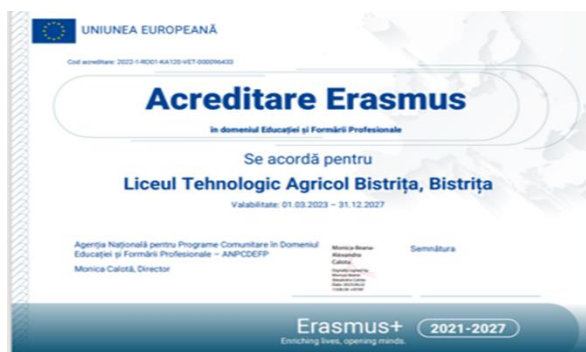 UNIUNEA EUROPEANĂ
Cod acreditare: 2022-1-RO01-KA120-VET-000096433
Acreditare Erasmus
în domeniul Educației și Formării Profesionale
Se acordă pentru
Liceul Tehnologic Agricol Bistrița, Bistrița
Valabilitate: 01.03.2023 – 31.12.2027
Agenția Națională pentru Programe Comunitare în Domeniul
Educației și Formării Profesionale – ANPCDEFP
Monica Calotă, Director
Monica-Ileana-
Alexandra
Calota
Semnătura
Erasmus+
2021-2027
Enriching lives, opening minds.